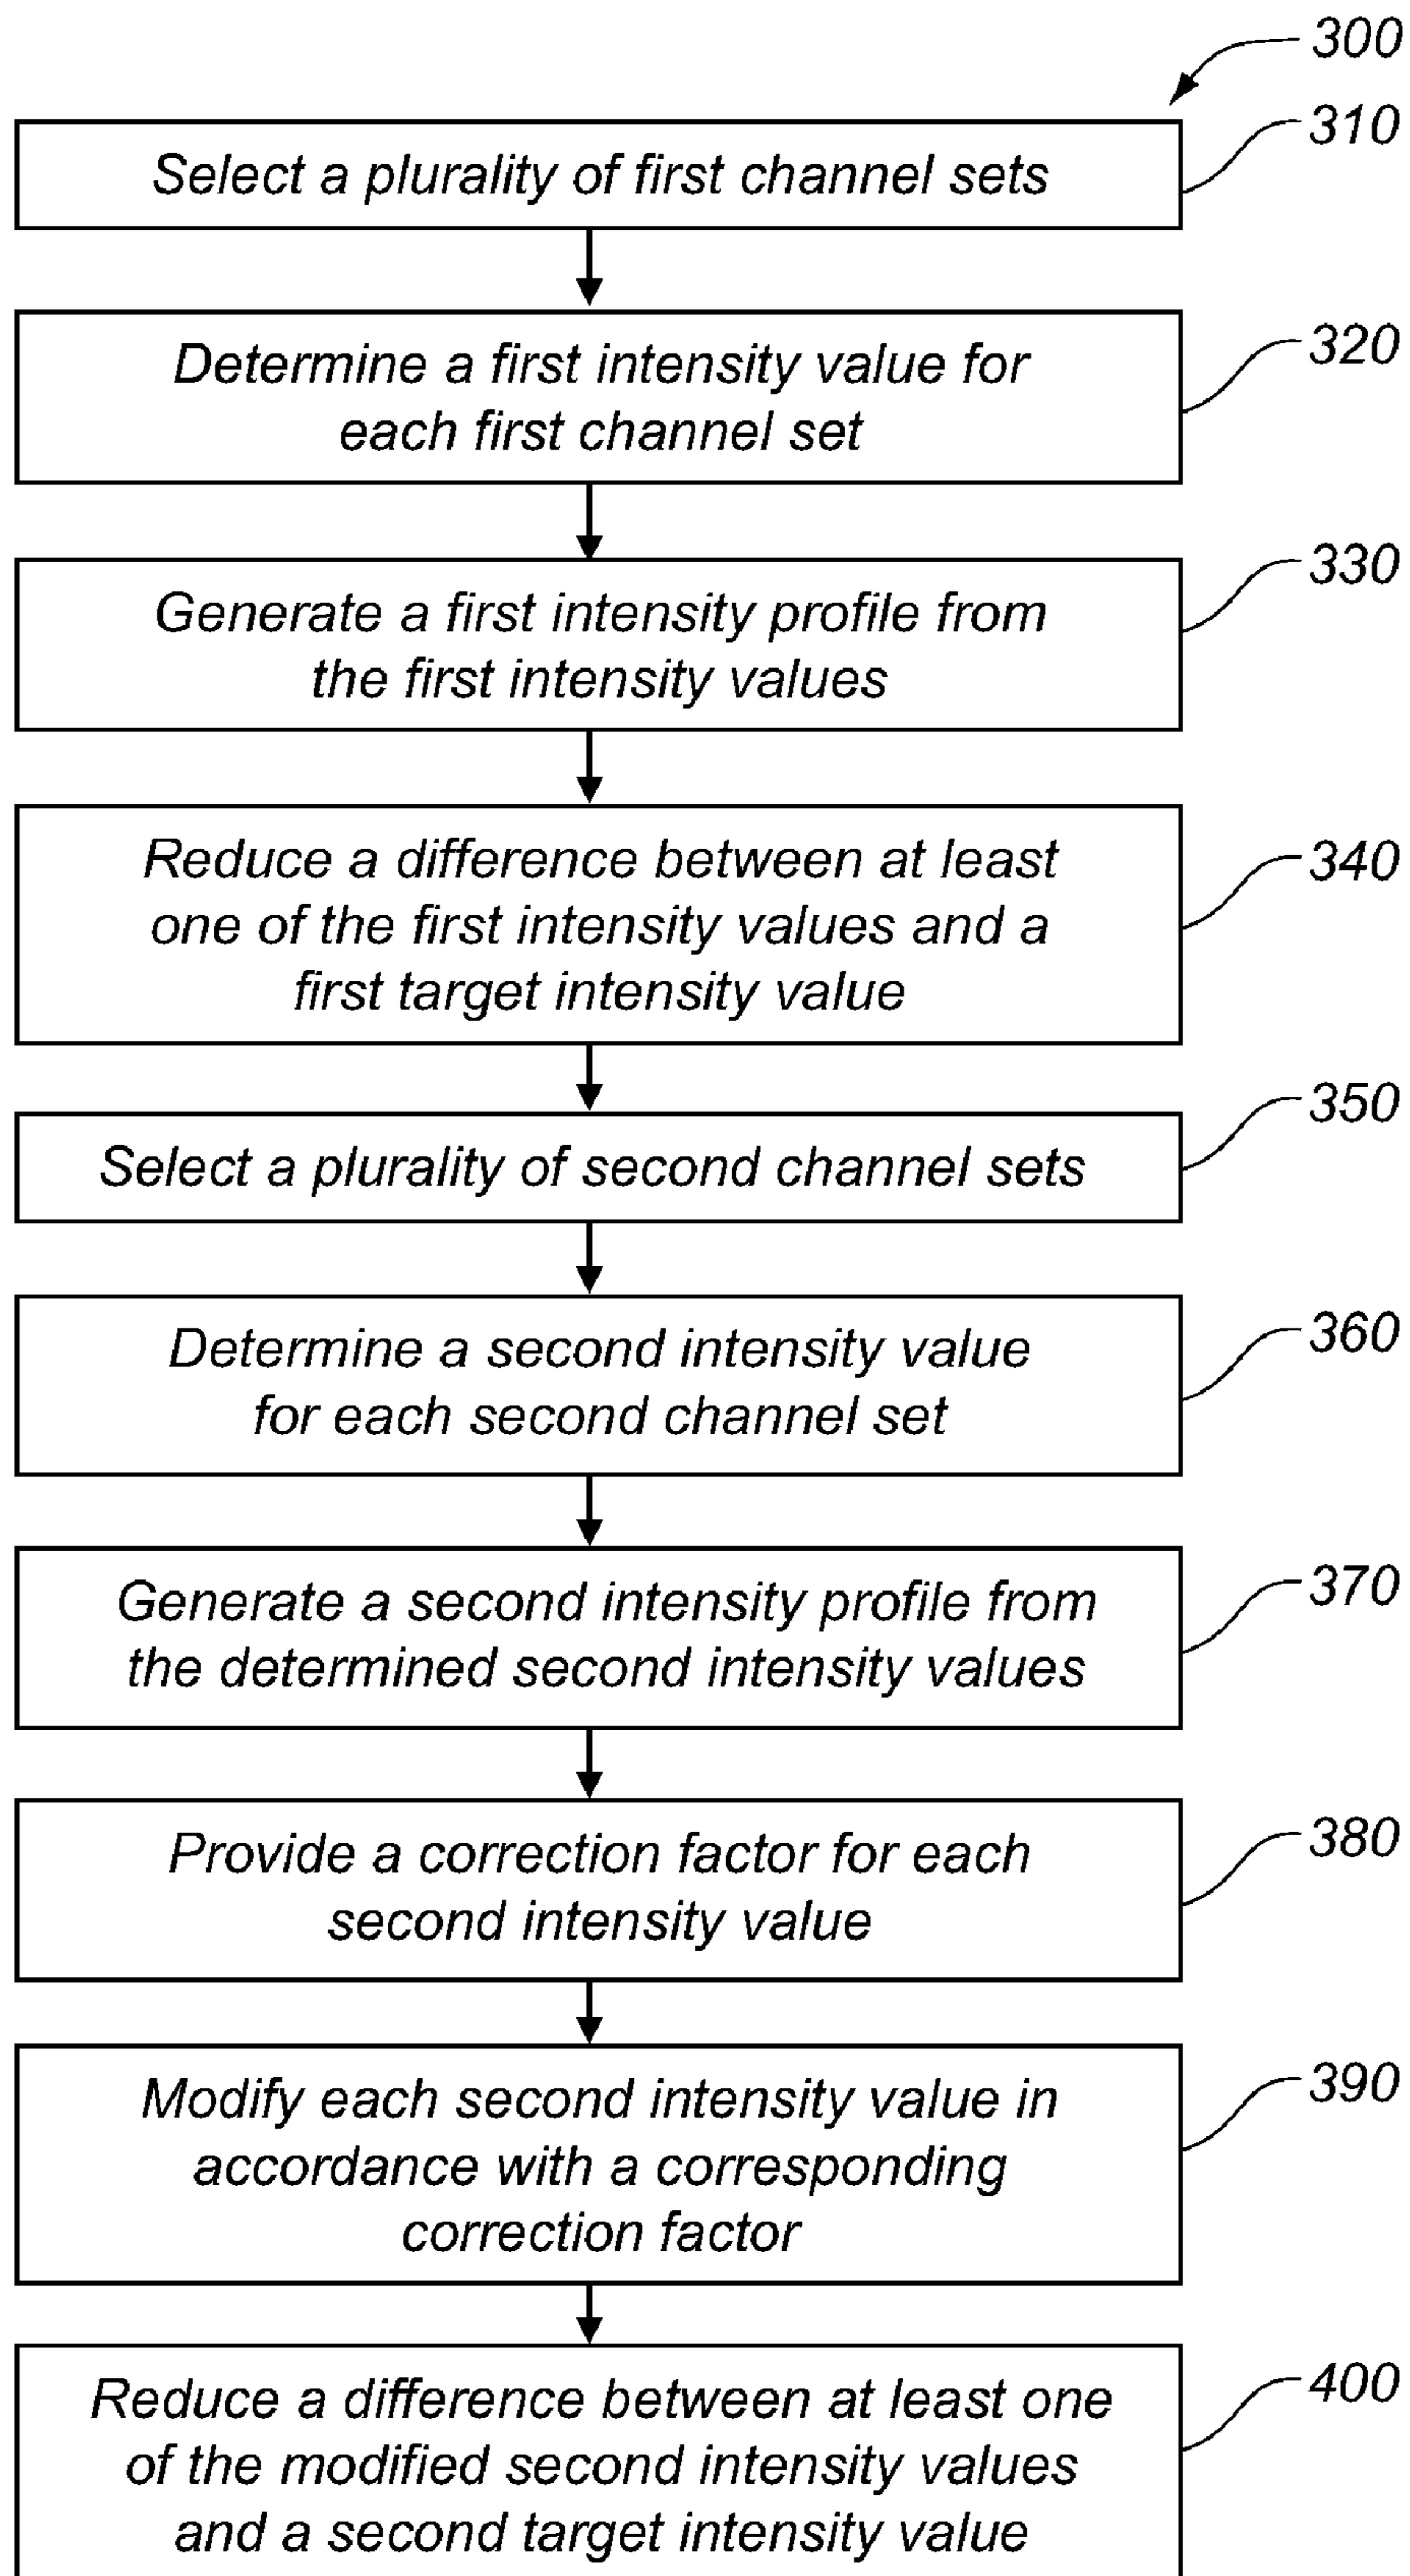 300
310
Select a plurality of first channel sets
320
Determine a first intensity value for
each first channel set
330
Generate a first intensity profile from
the first intensity values
340
Reduce a difference between at least
one of the first intensity values and a
first target intensity value
350
Select a plurality of second channel sets
360
Determine a second intensity value
for each second channel set
370
Generate a second intensity profile from
the determined second intensity values
380
Provide a correction factor for each
second intensity value
390
Modify each second intensity value in
accordance with a corresponding
correction factor
400
Reduce a difference between at least one
of the modified second intensity values
and a second target intensity value